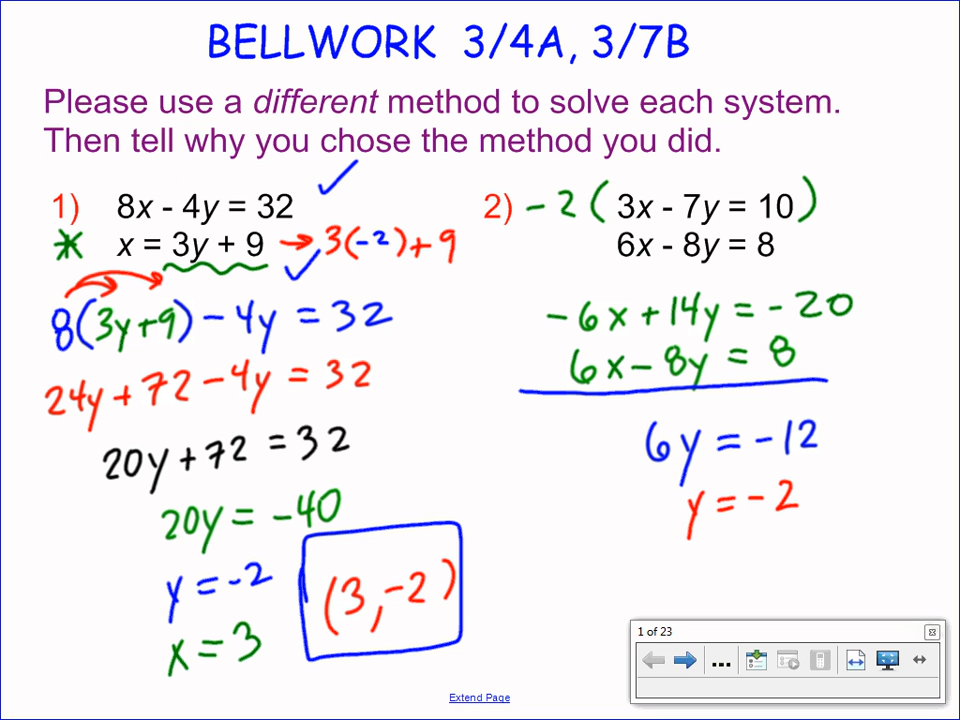 BELLWORK 3/4A, 3/7B
Please use a different method to solve each system.
Then tell why you chose the method you did.
1) 8x - 4y = 32
x = 3y + 9 → 3(-2) + 9
8(3y+9) - 4y = 32
24y + 72 - 4y = 32
20y + 72 = 32
20y = -40
y = -2
x = 3
(3, -2)
2) -2 ( 3x - 7y = 10 )
6x - 8y = 8
-6x + 14y = -20
6x - 8y = 8
6y = -12
y = -2
1 of 23
Extend Page